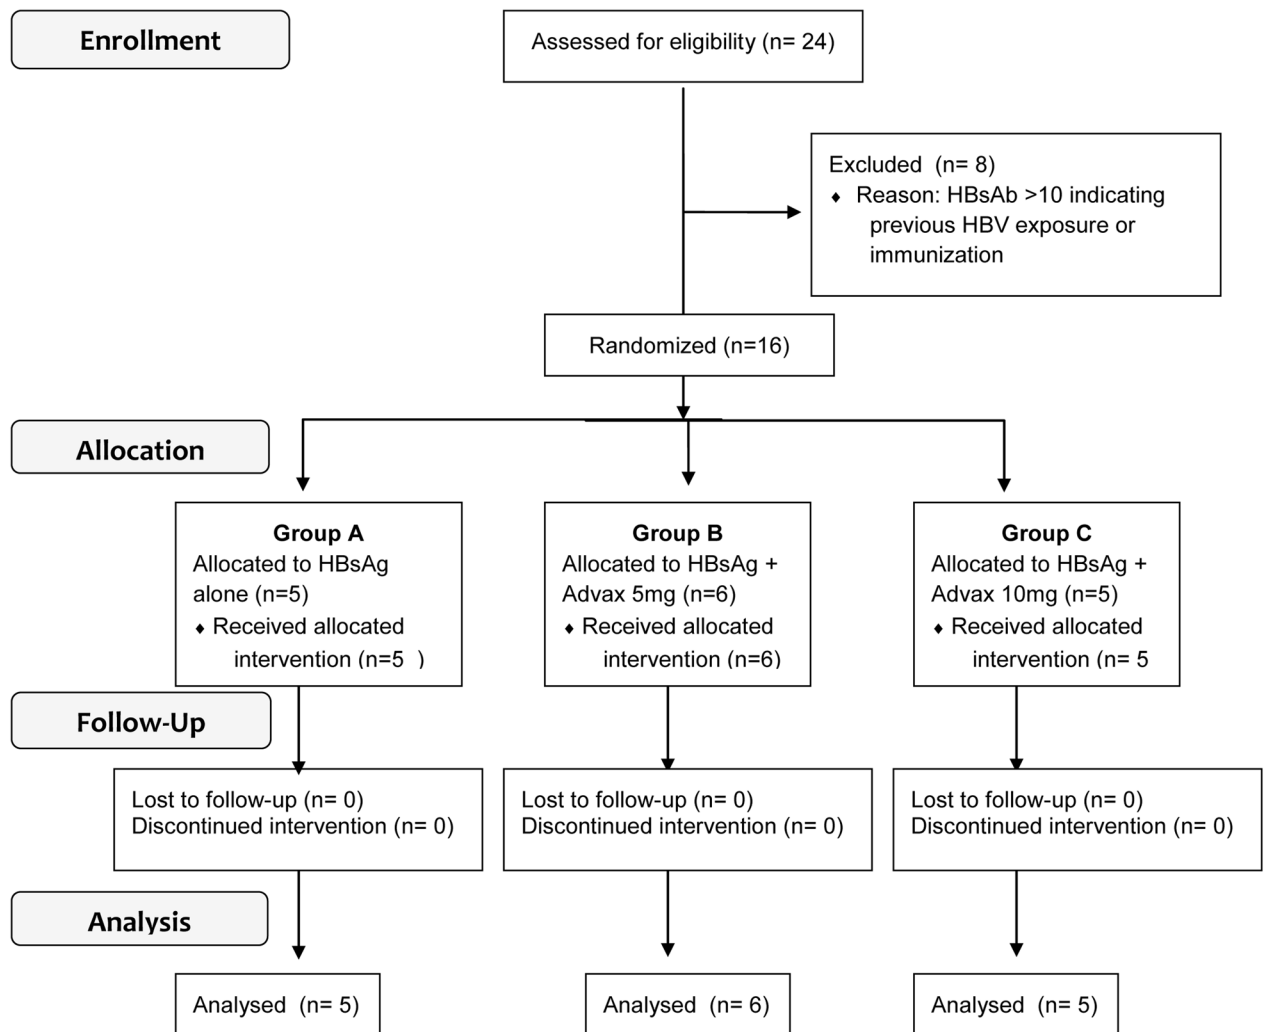 Enrollment
Assessed for eligibility (n= 24)
Excluded  (n= 8)
♦ Reason: HBsAb >10 indicating
previous HBV exposure or
immunization
Randomized (n=16)
Allocation
Group A
Allocated to HBsAg
alone (n=5)
♦ Received allocated
intervention (n=5  )
Group B
Allocated to HBsAg +
Advax 5mg (n=6)
♦ Received allocated
intervention (n=6)
Group C
Allocated to HBsAg +
Advax 10mg (n=5)
♦ Received allocated
intervention (n= 5
Follow-Up
Lost to follow-up (n= 0)
Discontinued intervention (n= 0)
Lost to follow-up (n= 0)
Discontinued intervention (n= 0)
Lost to follow-up (n= 0)
Discontinued intervention (n= 0)
Analysis
Analysed  (n= 5)
Analysed  (n= 6)
Analysed  (n= 5)